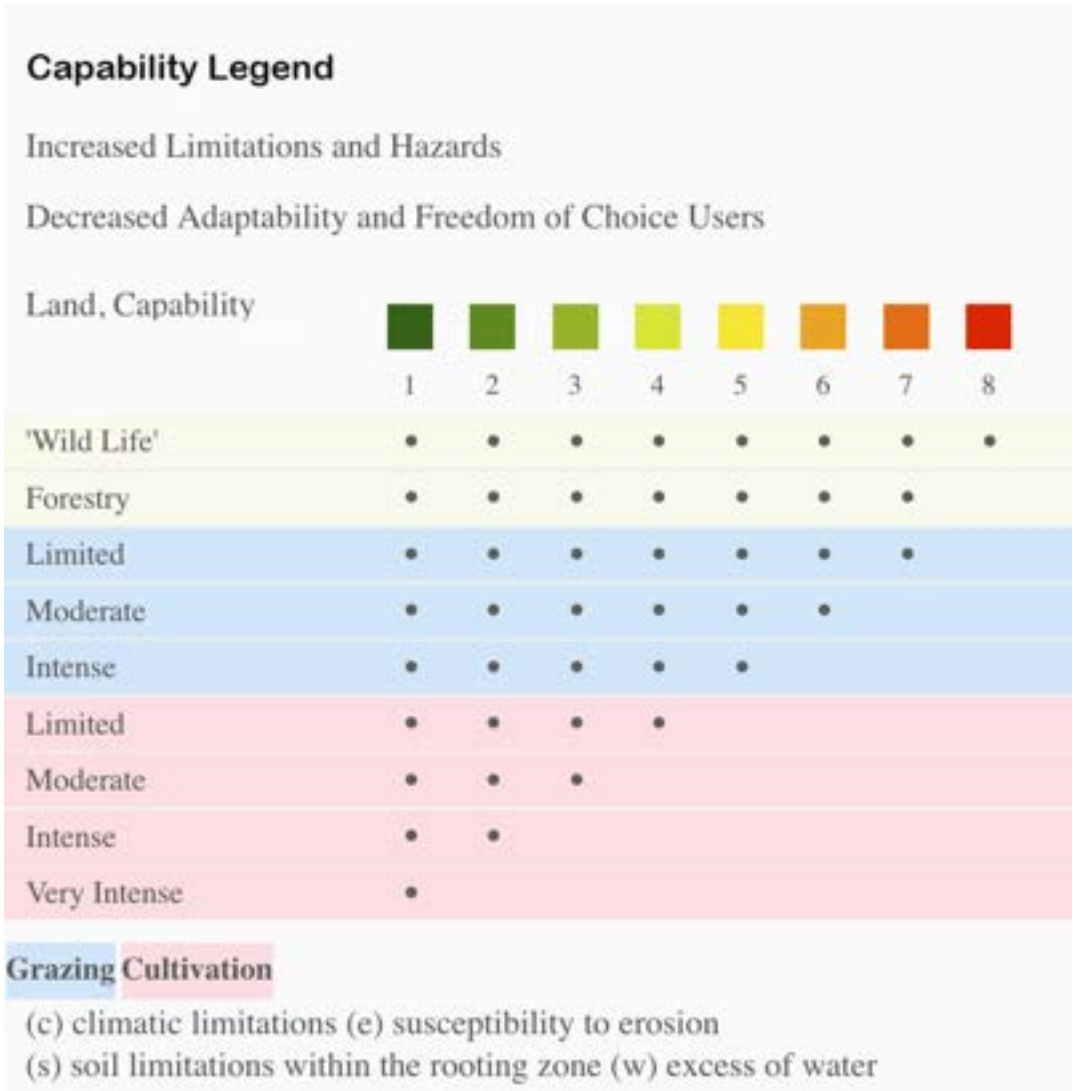 Capability Legend
Increased Limitations and Hazards
Decreased Adaptability and Freedom of Choice Users
Land, Capability
1 2 3 4 5 6 7 8
'Wild Life' • • • • • • • •
Forestry • • • • • • •
Limited • • • • • • •
Moderate • • • • • •
Intense • • • • •
Limited • • • •
Moderate • • •
Intense • •
Very Intense •
Grazing Cultivation
(c) climatic limitations (e) susceptibility to erosion
(s) soil limitations within the rooting zone (w) excess of water